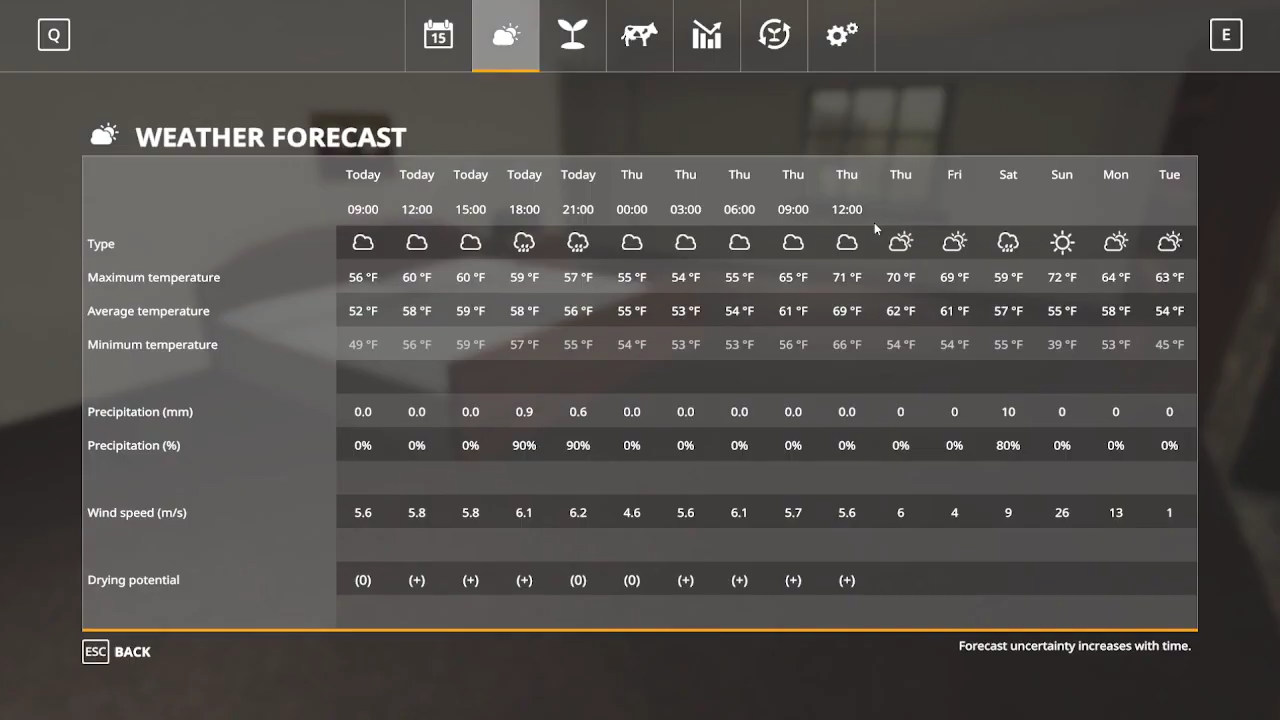 Q
15
E
WEATHER FORECAST
Today Today Today Today Today Thu Thu Thu Thu Thu Thu Fri Sat Sun Mon Tue
09:00 12:00 15:00 18:00 21:00 00:00 03:00 06:00 09:00 12:00
Type
Maximum temperature 56 °F 60 °F 60 °F 59 °F 57 °F 55 °F 54 °F 55 °F 65 °F 71 °F 70 °F 69 °F 59 °F 72 °F 64 °F 63 °F
Average temperature 52 °F 58 °F 59 °F 58 °F 56 °F 55 °F 53 °F 54 °F 61 °F 69 °F 62 °F 61 °F 57 °F 55 °F 58 °F 54 °F
Minimum temperature 49 °F 56 °F 59 °F 57 °F 55 °F 54 °F 53 °F 53 °F 56 °F 66 °F 54 °F 54 °F 55 °F 39 °F 53 °F 45 °F
Precipitation (mm) 0.0 0.0 0.0 0.9 0.6 0.0 0.0 0.0 0.0 0.0 0 0 10 0 0 0
Precipitation (%) 0% 0% 0% 90% 90% 0% 0% 0% 0% 0% 0% 0% 80% 0% 0% 0%
Wind speed (m/s) 5.6 5.8 5.8 6.1 6.2 4.6 5.6 6.1 5.7 5.6 6 4 9 26 13 1
Drying potential (0) (+) (+) (+) (0) (0) (+) (+) (+) (+)
ESC BACK
Forecast uncertainty increases with time.